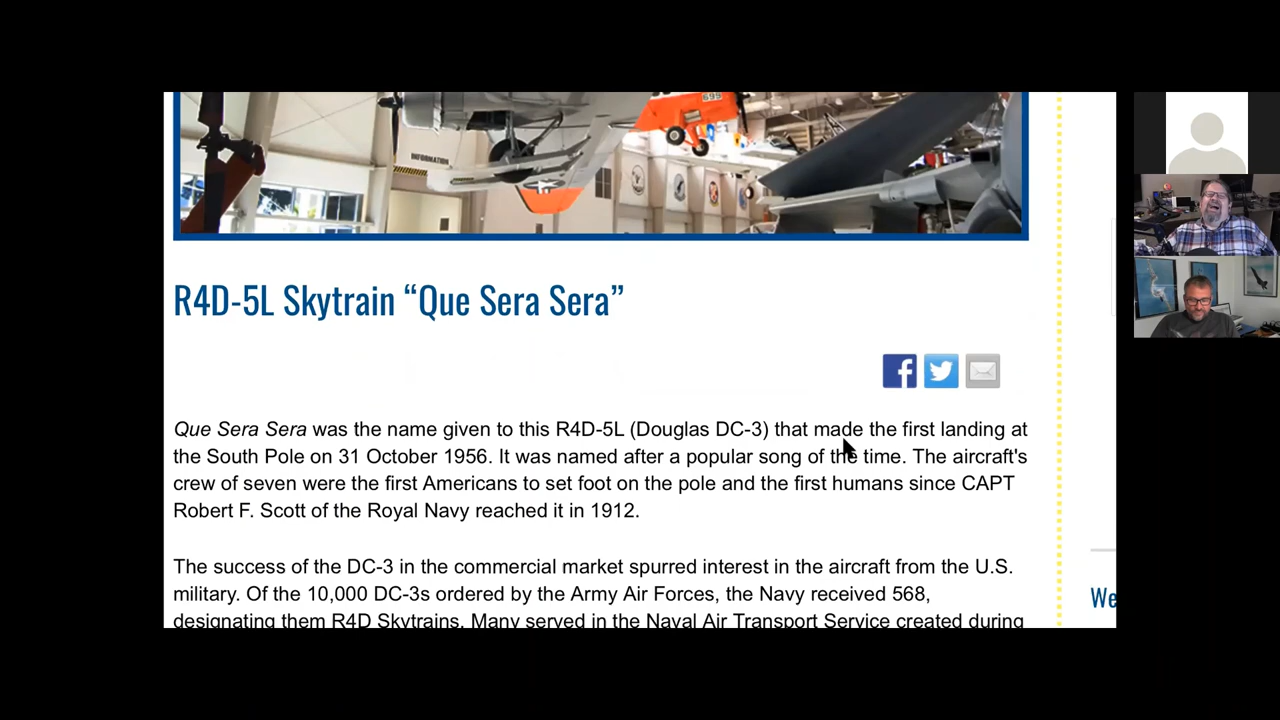 699
INFORMATION
R4D-5L Skytrain “Que Sera Sera”
Que Sera Sera was the name given to this R4D-5L (Douglas DC-3) that made the first landing at
the South Pole on 31 October 1956. It was named after a popular song of the time. The aircraft's
crew of seven were the first Americans to set foot on the pole and the first humans since CAPT
Robert F. Scott of the Royal Navy reached it in 1912.
The success of the DC-3 in the commercial market spurred interest in the aircraft from the U.S.
military. Of the 10,000 DC-3s ordered by the Army Air Forces, the Navy received 568,
designating them R4D Skytrains. Many served in the Naval Air Transport Service created during
We